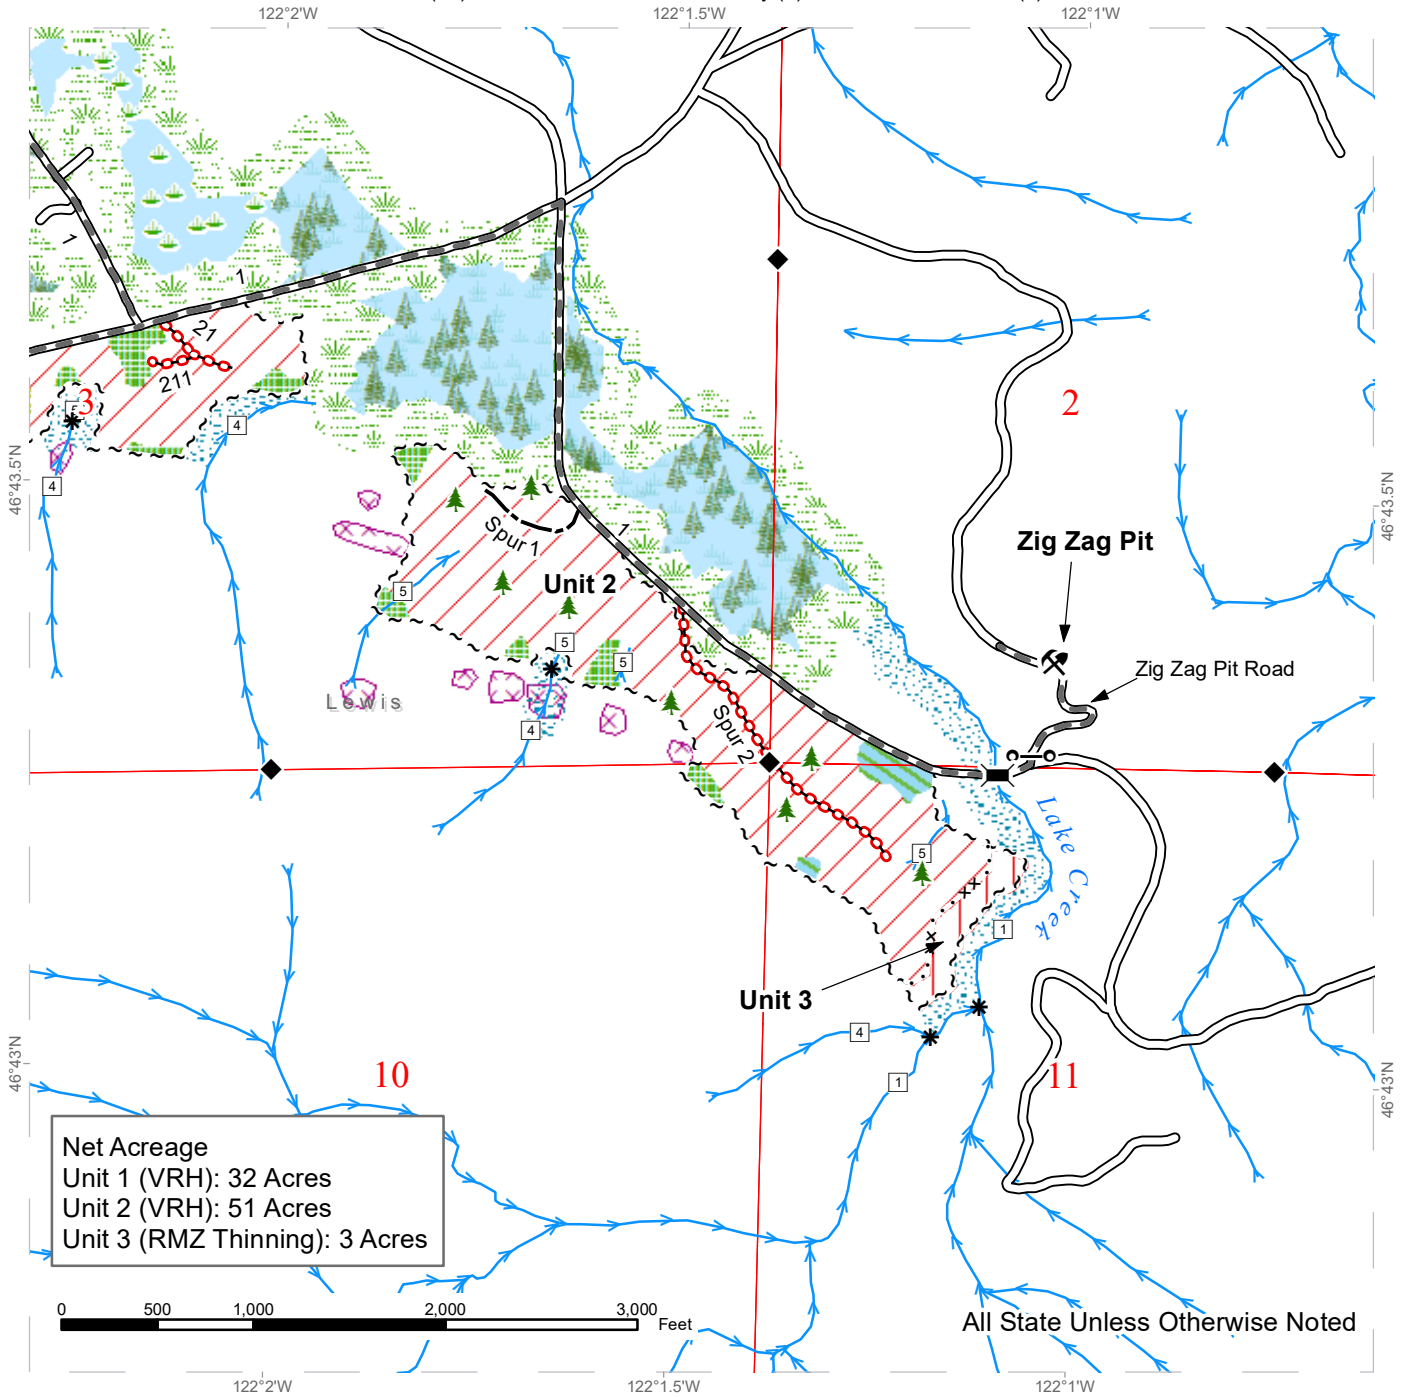 122°2'W
122°1.5'W
122°1'W
1
1
21
211
3
2
4
4
46°43.5'N
46°43.5'N
Spur 1
1
Zig Zag Pit
Unit 2
5
5
5
Zig Zag Pit Road
Lewis
Spur 2
4
Lake Creek
5
1
Unit 3
4
1
10
11
46°43'N
46°43'N
Net Acreage
Unit 1 (VRH): 32 Acres
Unit 2 (VRH): 51 Acres
Unit 3 (RMZ Thinning): 3 Acres
0
500
1,000
2,000
3,000
Feet
All State Unless Otherwise Noted
122°2'W
122°1.5'W
122°1'W